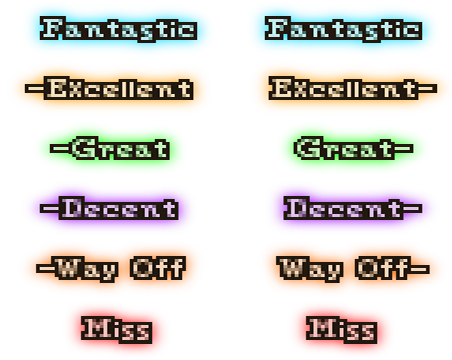 Fantastic Fantastic
-Excellent Excellent-
-Great Great-
-Decent Decent-
-Way Off Way Off-
Miss Miss